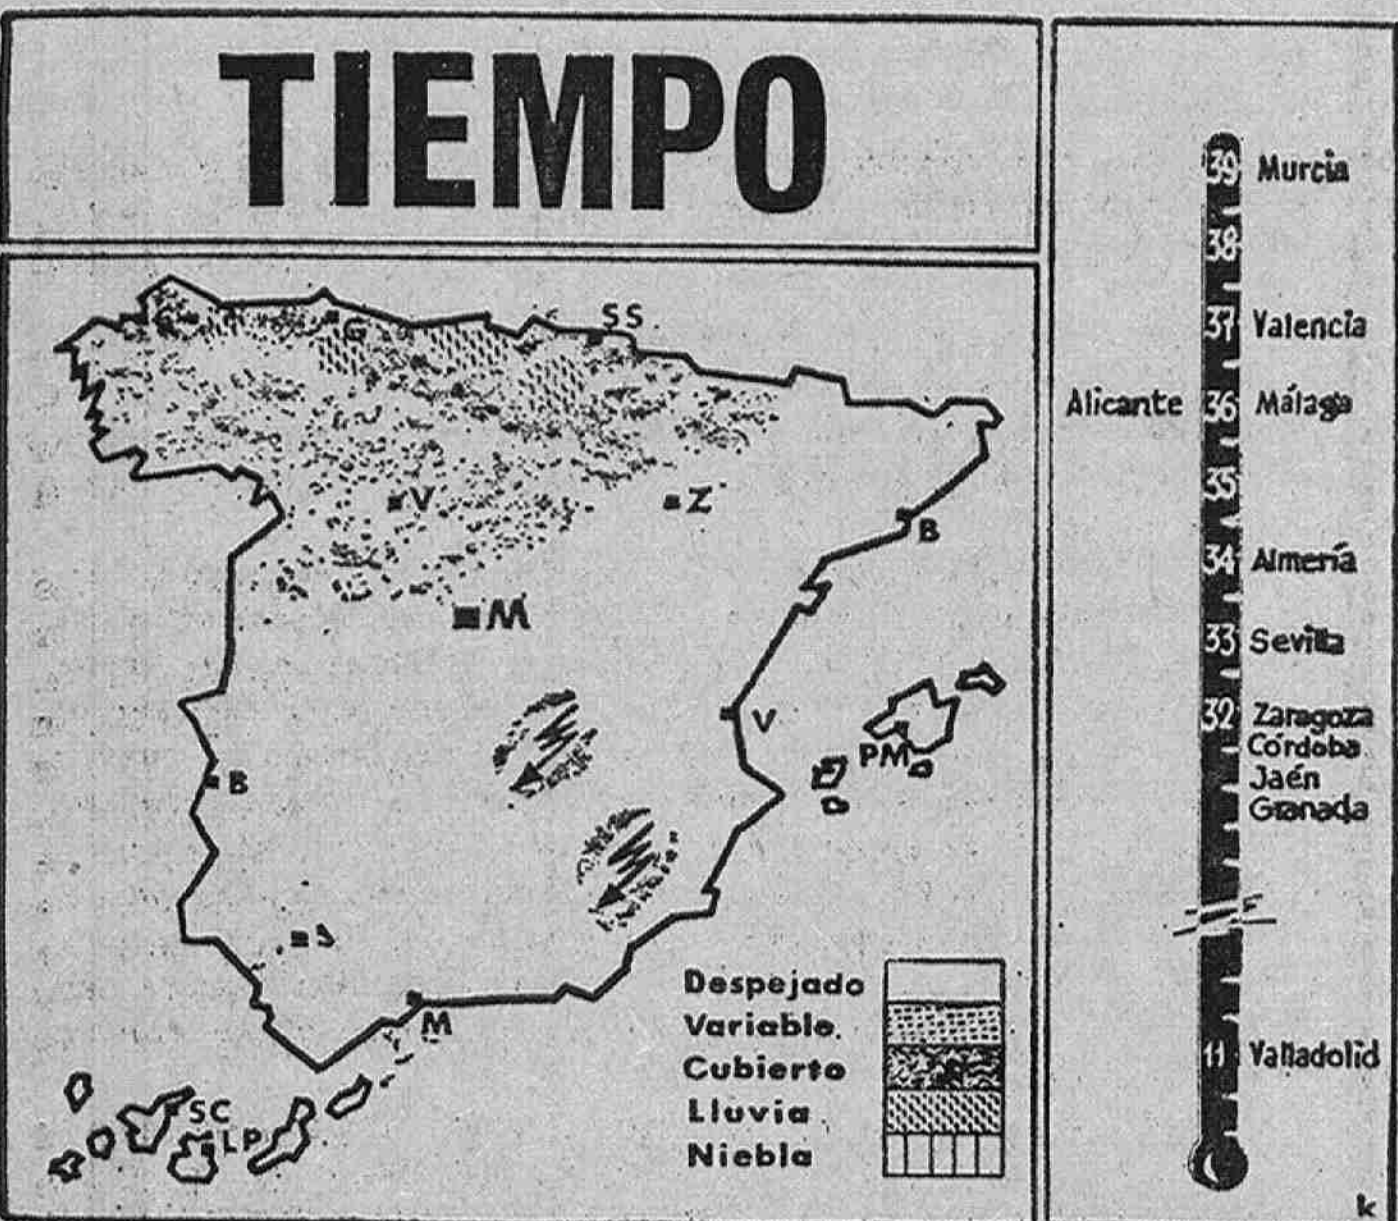 TIEMPO
G
SS
V
Z
B
M
V
PM
B
M
SC
LP
Despejado
Variable.
Cubierto
Lluvia
Niebla
39 Murcia
38
37 Valencia
Alicante 36 Málaga
35
34 Almería
33 Sevilla
32 Zaragoza
Córdoba
Jaén
Granada
11 Valladolid
k